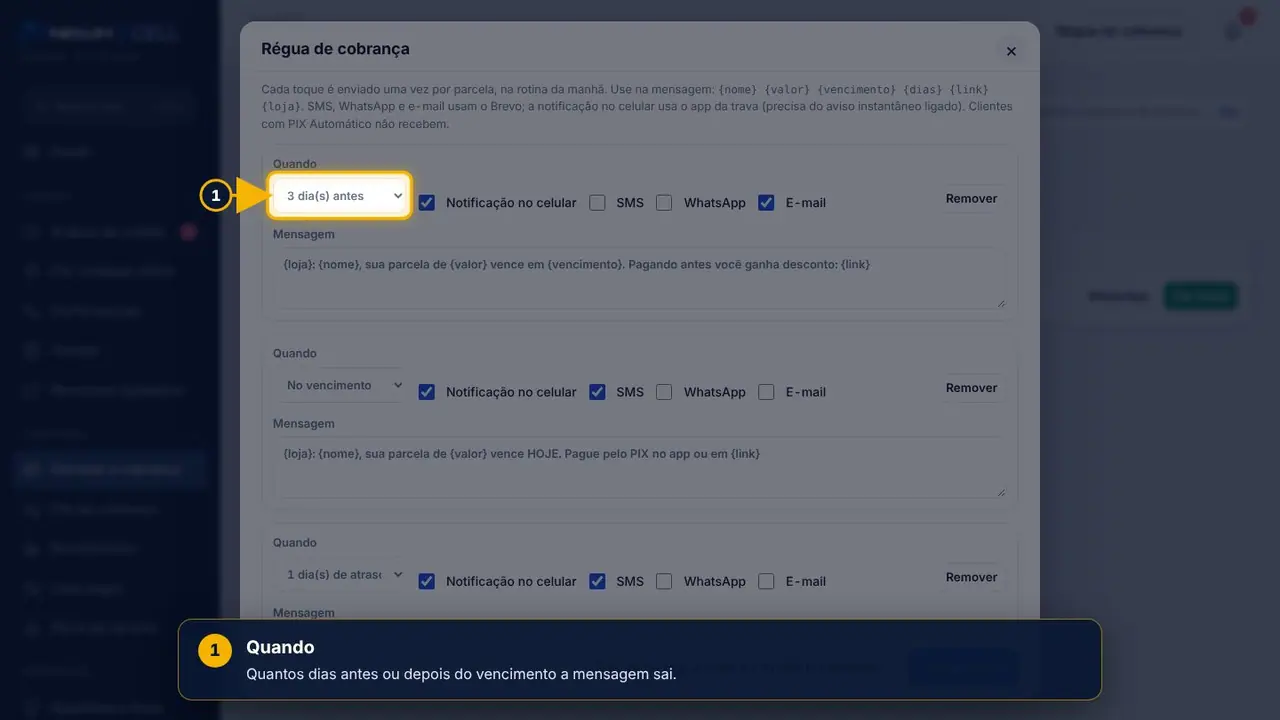 Régua de cobrança
Cada toque é enviado uma vez por parcela, na rotina da manhã. Use na mensagem: {nome} {valor} {vencimento} {dias} {link}
{loja}. SMS, WhatsApp e e-mail usam o Brevo; a notificação no celular usa o app da trava (precisa do aviso instantâneo ligado). Clientes
com PIX Automático não recebem.
Quando
1
3 dia(s) antes
Notificação no celular
SMS
WhatsApp
E-mail
Remover
Mensagem
{loja}: {nome}, sua parcela de {valor} vence em {vencimento}. Pagando antes você ganha desconto: {link}
Quando
No vencimento
Notificação no celular
SMS
WhatsApp
E-mail
Remover
Mensagem
{loja}: {nome}, sua parcela de {valor} vence HOJE. Pague pelo PIX no app ou em {link}
Quando
1 dia(s) de atraso
Notificação no celular
SMS
WhatsApp
E-mail
Remover
Mensagem
1
Quando
Quantos dias antes ou depois do vencimento a mensagem sai.